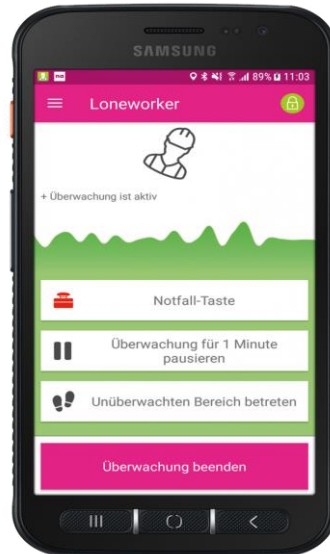 SAMSUNG
na
89% 11:03
Loneworker
+ Überwachung ist aktiv
Notfall-Taste
Überwachung für 1 Minute
pausieren
Unüberwachten Bereich betreten
Überwachung beenden